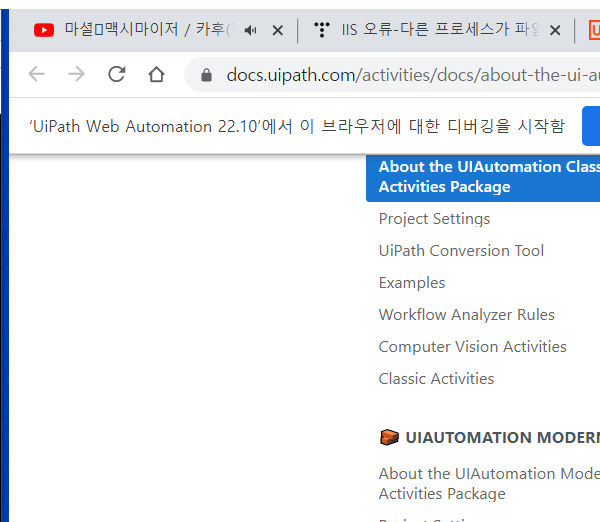 마셜▯맥시마이저 / 카후(
IIS 오류-다른 프로세스가 파일
docs.uipath.com/activities/docs/about-the-ui-au
‘UiPath Web Automation 22.10’에서 이 브라우저에 대한 디버깅을 시작함
About the UIAutomation Class
Activities Package
Project Settings
UiPath Conversion Tool
Examples
Workflow Analyzer Rules
Computer Vision Activities
Classic Activities
UIAUTOMATION MODERN
About the UIAutomation Mode
Activities Package